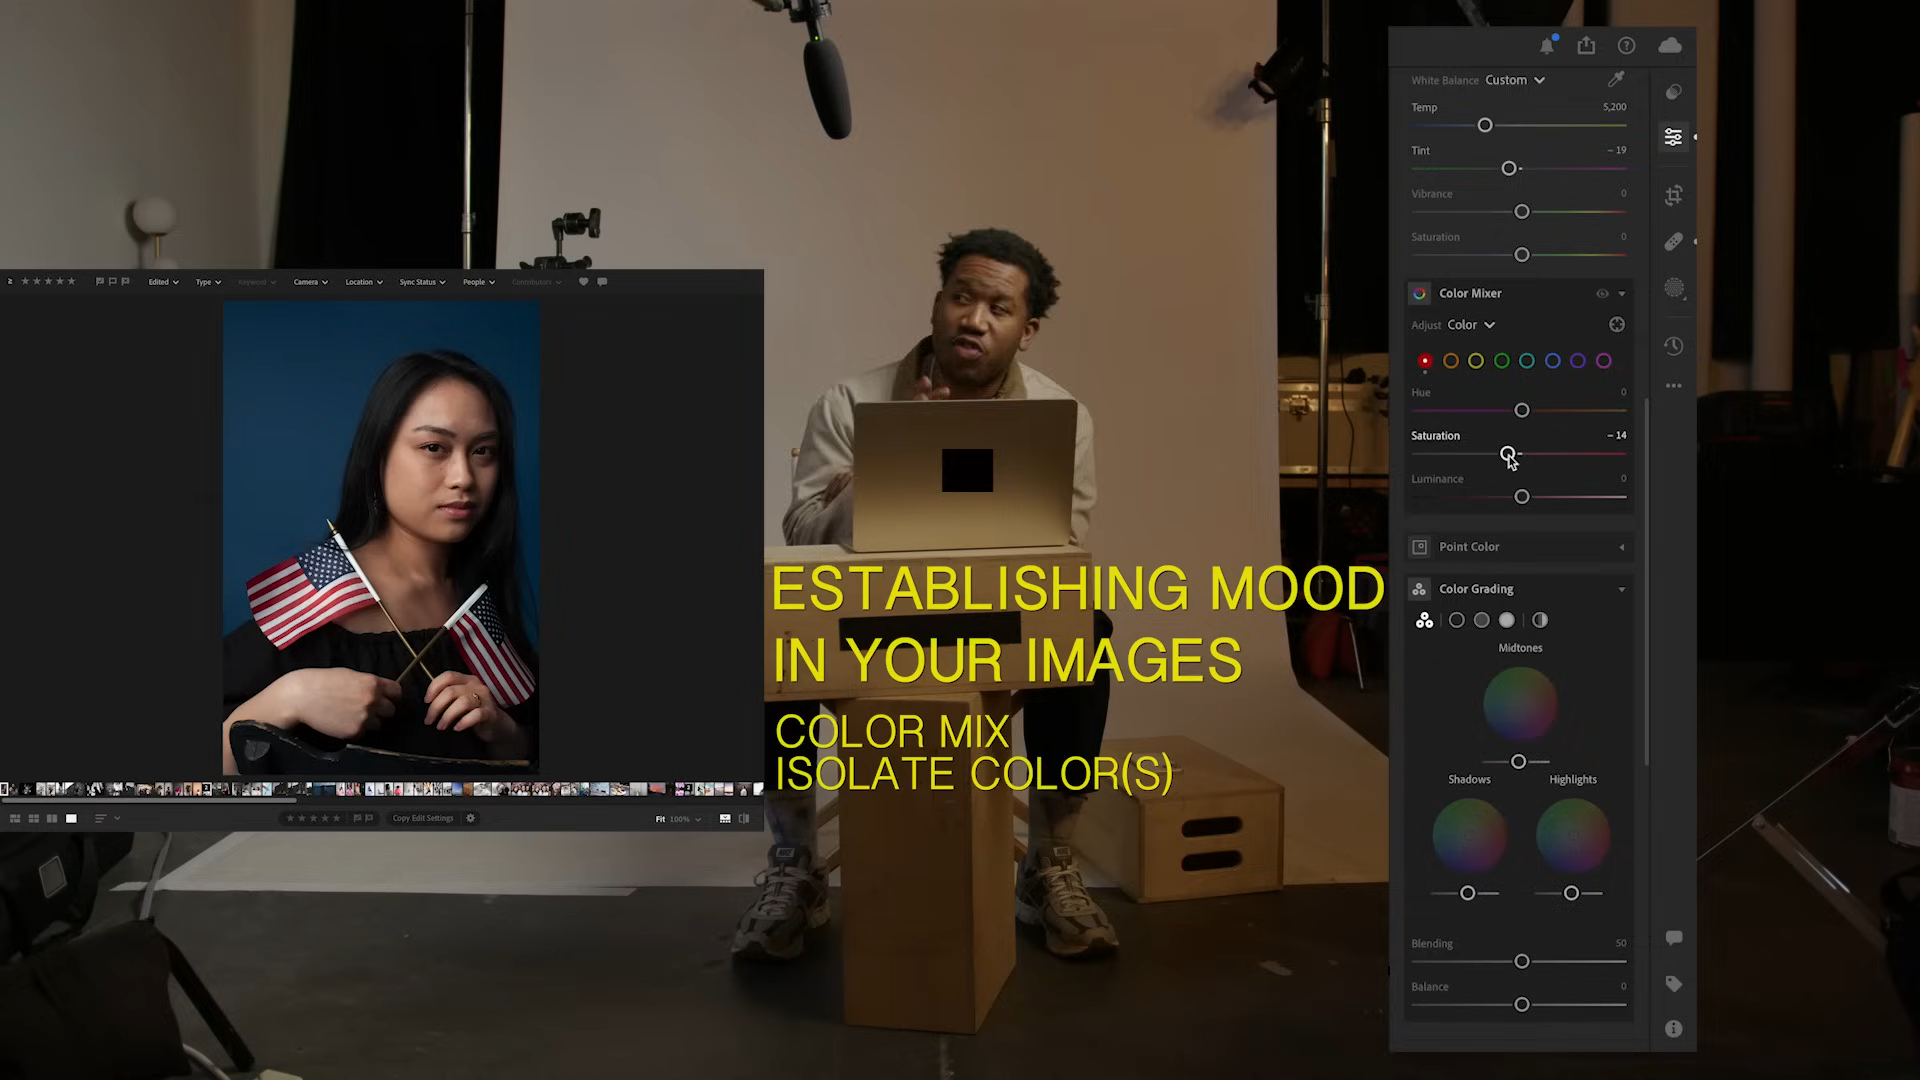 Edited
Type
Keyword
Camera
Location
Sync Status
People
Contributors
Copy Edit Settings
Fit 100%
ESTABLISHING MOOD
IN YOUR IMAGES
COLOR MIX
ISOLATE COLOR(S)
White Balance Custom
Temp 5,200
Tint – 19
Vibrance 0
Saturation 0
Color Mixer
Adjust Color
Hue 0
Saturation – 14
Luminance 0
Point Color
Color Grading
Midtones
Shadows Highlights
Blending 50
Balance 0